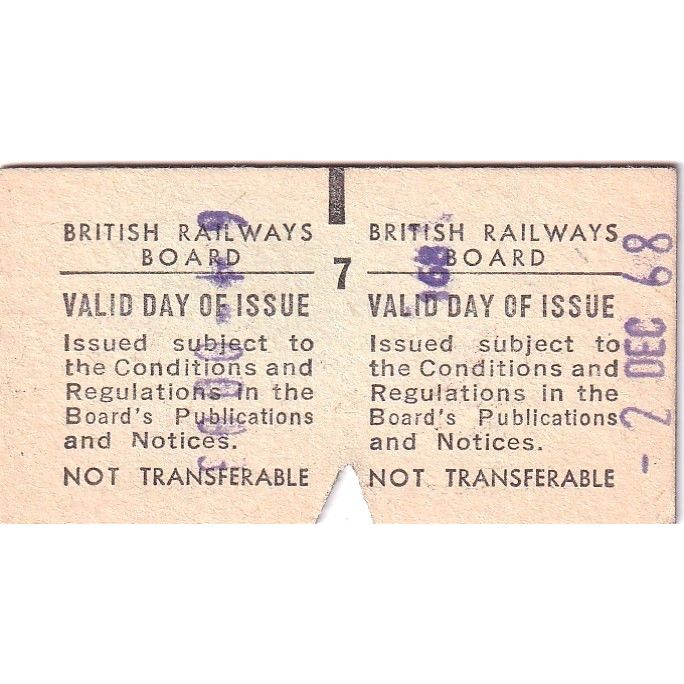 BRITISH RAILWAYS
BOARD
VALID DAY OF ISSUE
Issued subject to
the Conditions and
Regulations in the
Board's Publications
and Notices.
NOT TRANSFERABLE
7
BRITISH RAILWAYS
BOARD
VALID DAY OF ISSUE
Issued subject to
the Conditions and
Regulations in the
Board's Publications
and Notices.
NOT TRANSFERABLE
- 2 DEC 68